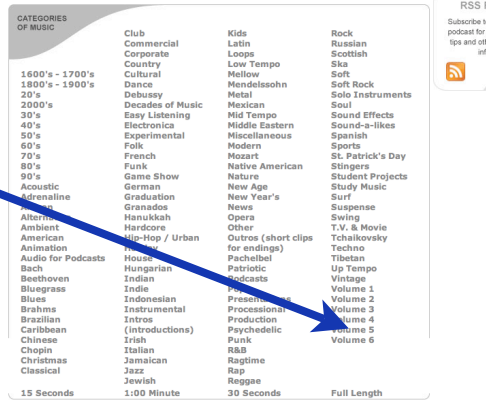 CATEGORIES
OF MUSIC
1600's - 1700's
1800's - 1900's
20's
2000's
30's
40's
50's
60's
70's
80's
90's
Acoustic
Adrenaline
Ambient
American
Animation
Audio for Podcasts
Bach
Beethoven
Bluegrass
Blues
Brahms
Brazilian
Caribbean
Chinese
Chopin
Christmas
Classical
15 Seconds
Club
Commercial
Corporate
Country
Cultural
Dance
Debussy
Decades of Music
Easy Listening
Electronica
Experimental
Folk
French
Funk
Game Show
German
Graduation
Granados
Hanukkah
Hardcore
Hip-Hop / Urban
House
Hungarian
Indian
Indie
Indonesian
Instrumental
Intros
(introductions)
Irish
Italian
Jamaican
Jazz
Jewish
1:00 Minute
Kids
Latin
Loops
Low Tempo
Mellow
Mendelssohn
Metal
Mexican
Mid Tempo
Middle Eastern
Miscellaneous
Modern
Mozart
Native American
Nature
New Age
New Year's
News
Opera
Other
Outros (short clips
for endings)
Pachelbel
Patriotic
Podcasts
Processional
Production
Psychedelic
Punk
R&B
Ragtime
Rap
Reggae
30 Seconds
Rock
Russian
Scottish
Ska
Soft
Soft Rock
Solo Instruments
Soul
Sound Effects
Sound-a-likes
Spanish
Sports
St. Patrick's Day
Stingers
Student Projects
Study Music
Surf
Suspense
Swing
T.V. & Movie
Tchaikovsky
Techno
Tibetan
Up Tempo
Vintage
Volume 1
Volume 2
Volume 3
Volume 4
Volume 5
Volume 6
Full Length
RSS
Subscribe
podcast for
tips and